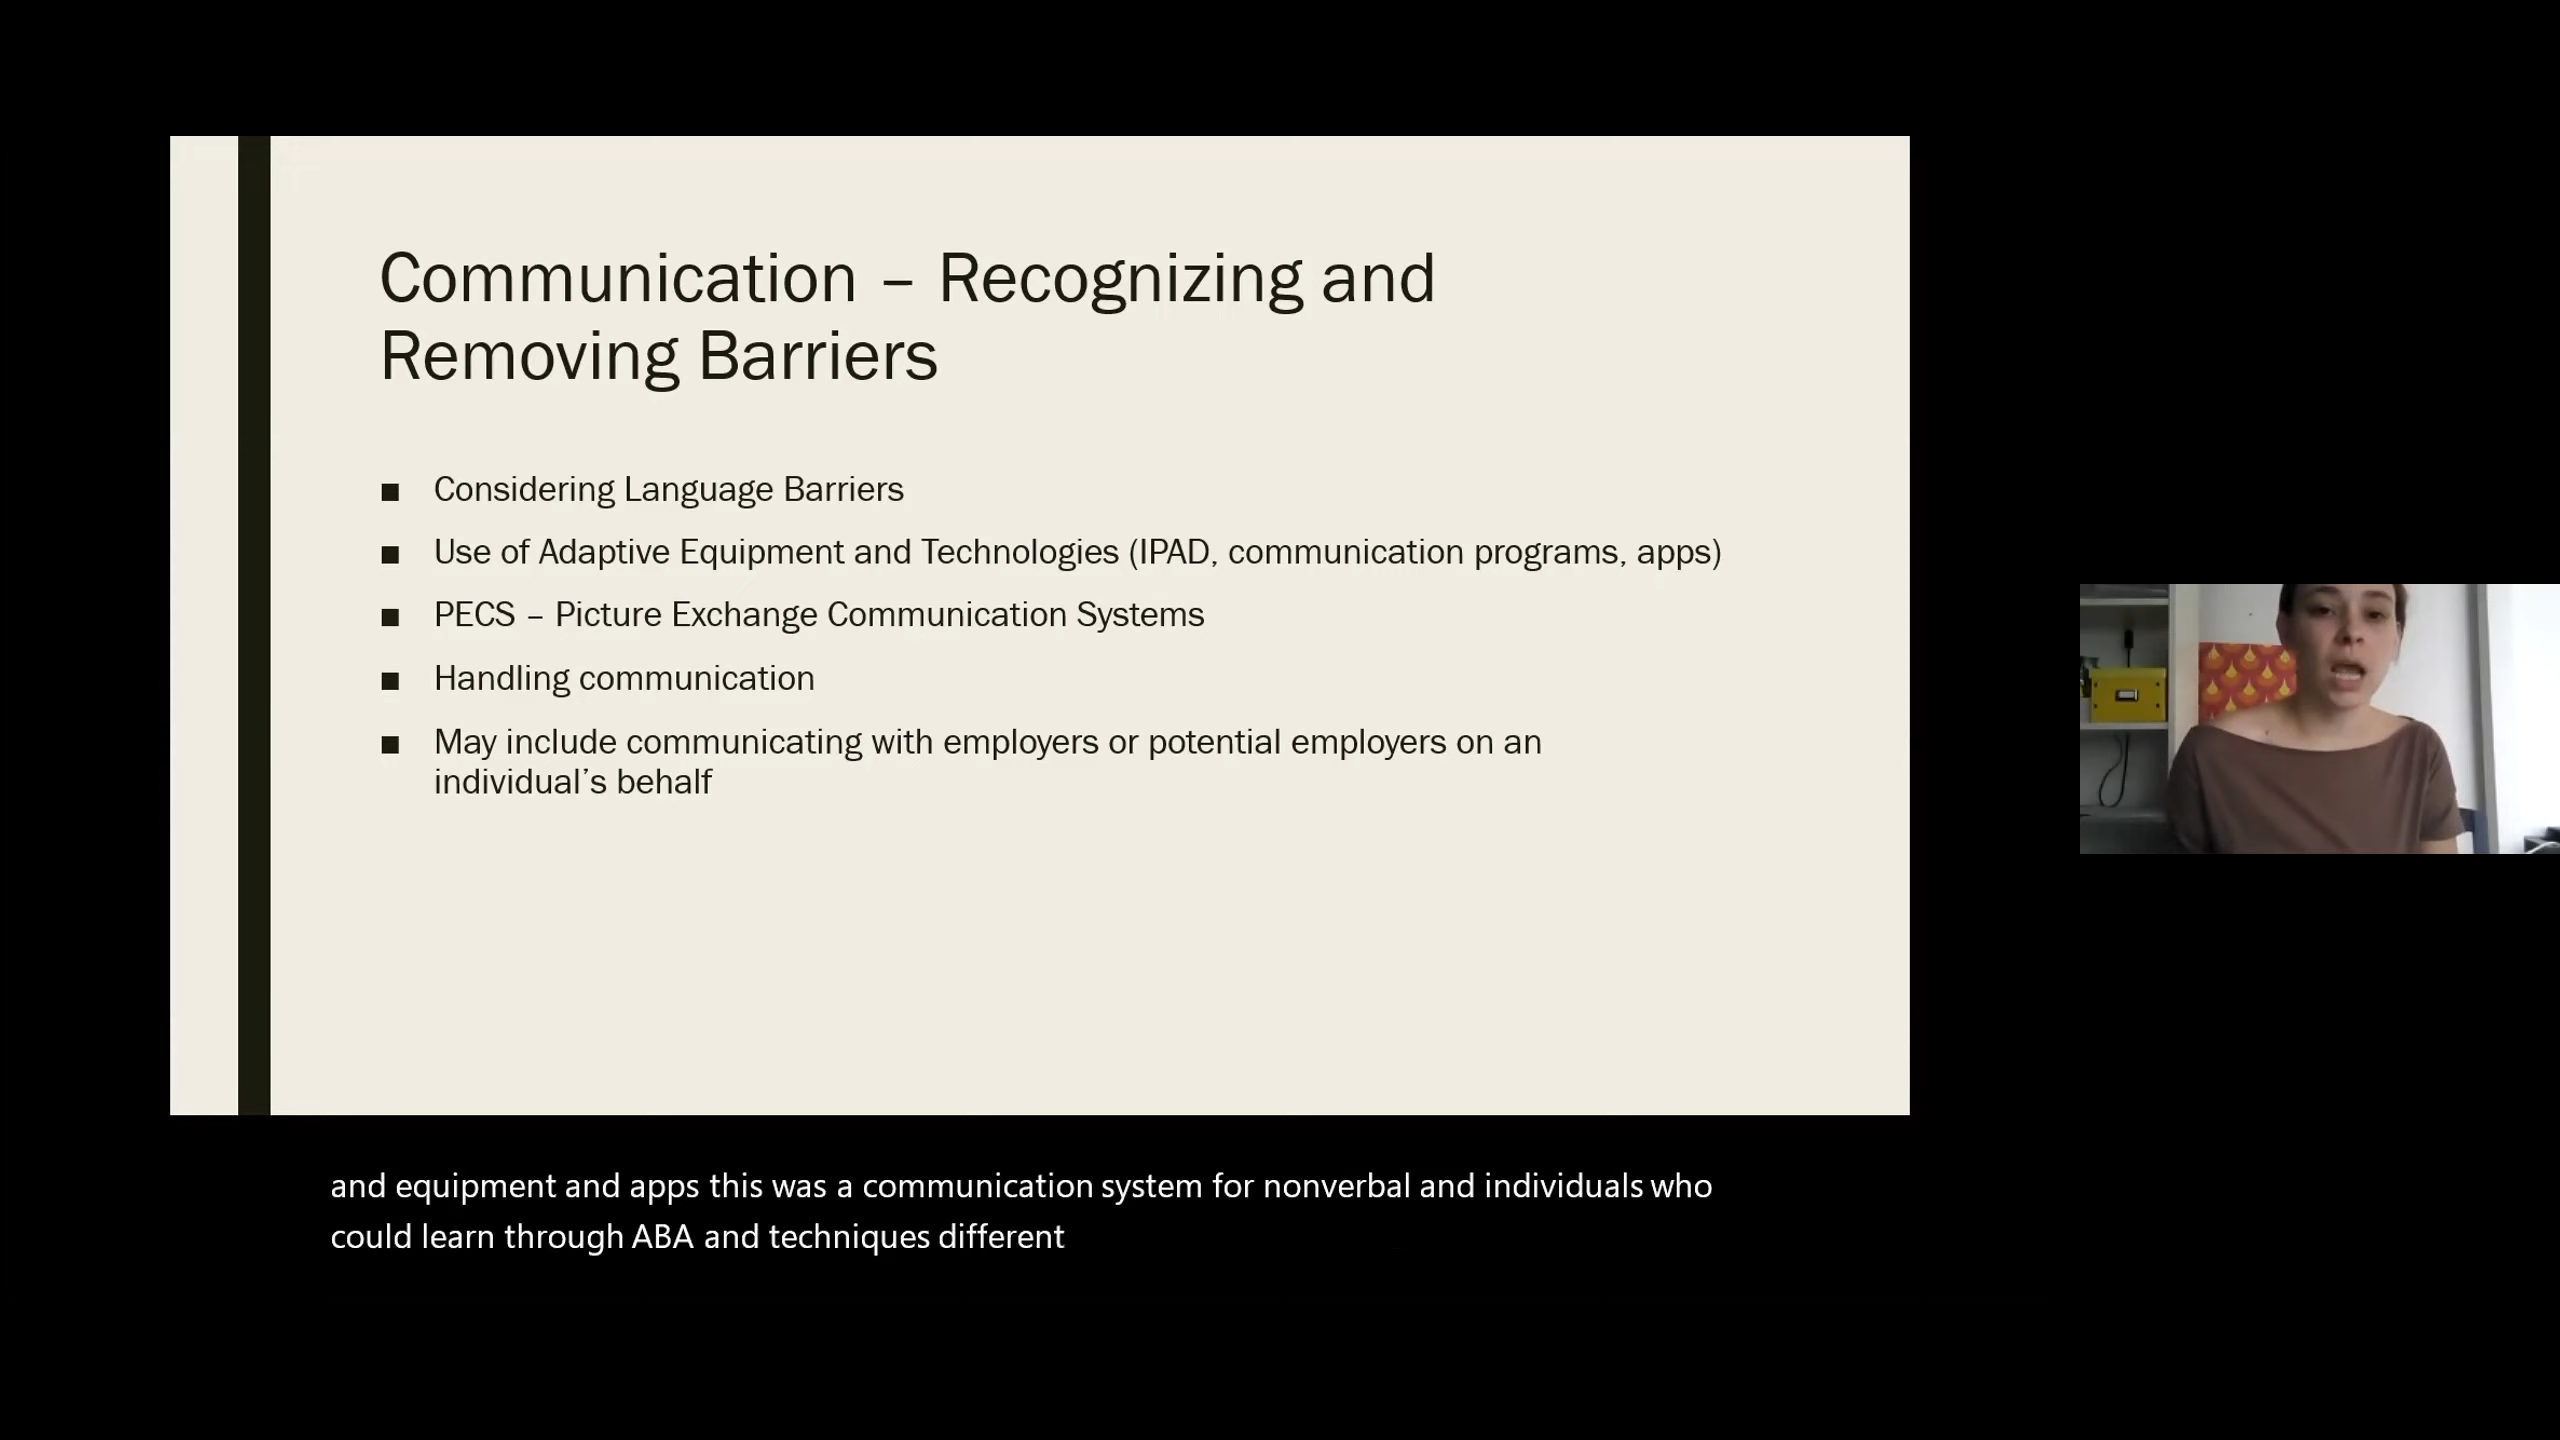 Communication – Recognizing and
Removing Barriers
■ Considering Language Barriers
■ Use of Adaptive Equipment and Technologies (IPAD, communication programs, apps)
■ PECS – Picture Exchange Communication Systems
■ Handling communication
■ May include communicating with employers or potential employers on an
individual’s behalf
and equipment and apps this was a communication system for nonverbal and individuals who
could learn through ABA and techniques different